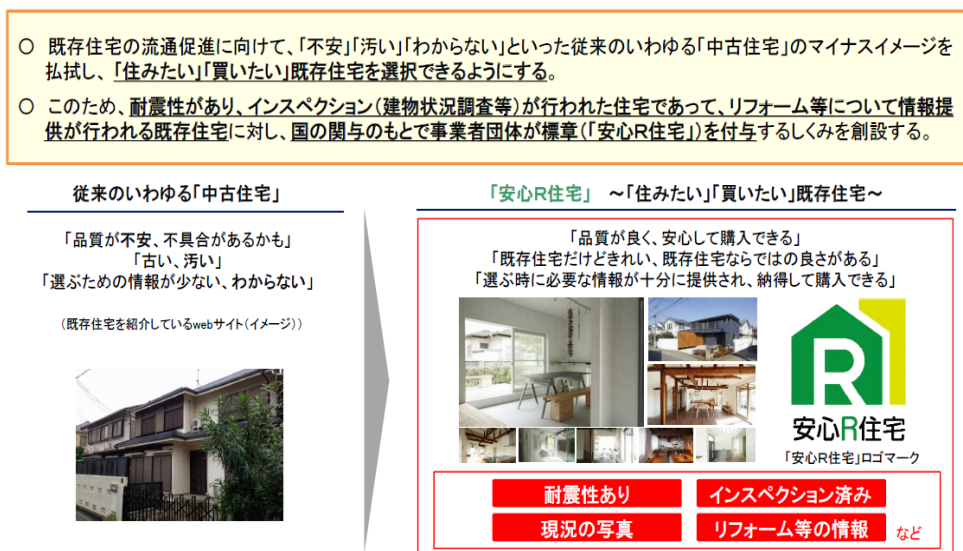 ○ 既存住宅の流通促進に向けて、「不安」「汚い」「わからない」といった従来のいわゆる「中古住宅」のマイナスイメージを
払拭し、「住みたい」「買いたい」既存住宅を選択できるようにする。
○ このため、耐震性があり、インスペクション(建物状況調査等)が行われた住宅であって、リフォーム等について情報提
供が行われる既存住宅に対し、国の関与のもとで事業者団体が標章(「安心R住宅」)を付与するしくみを創設する。
従来のいわゆる「中古住宅」
「品質が不安、不具合があるかも」
「古い、汚い」
「選ぶための情報が少ない、わからない」
(既存住宅を紹介しているwebサイト(イメージ))
「安心R住宅」 ~「住みたい」「買いたい」既存住宅~
「品質が良く、安心して購入できる」
「既存住宅だけどきれい、既存住宅ならではの良さがある」
「選ぶ時に必要な情報が十分に提供され、納得して購入できる」
R
安心R住宅
「安心R住宅」ロゴマーク
耐震性あり インスペクション済み
現況の写真 リフォーム等の情報 など